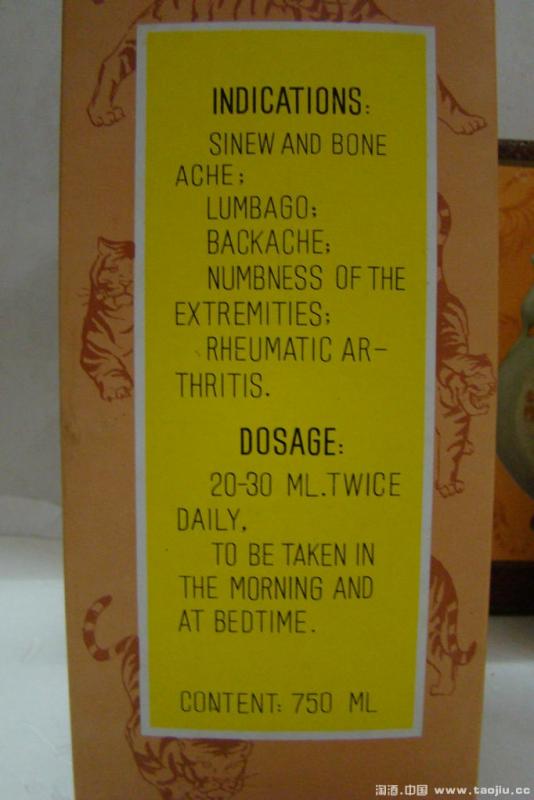 INDICATIONS:
SINEW AND BONE
ACHE;
LUMBAGO;
BACKACHE;
NUMBNESS OF THE
EXTREMITIES;
RHEUMATIC AR-
THRITIS.
DOSAGE:
20-30 ML.TWICE
DAILY,
TO BE TAKEN IN
THE MORNING AND
AT BEDTIME.
CONTENT: 750 ML
淘酒.中国 www.taojiu.cc